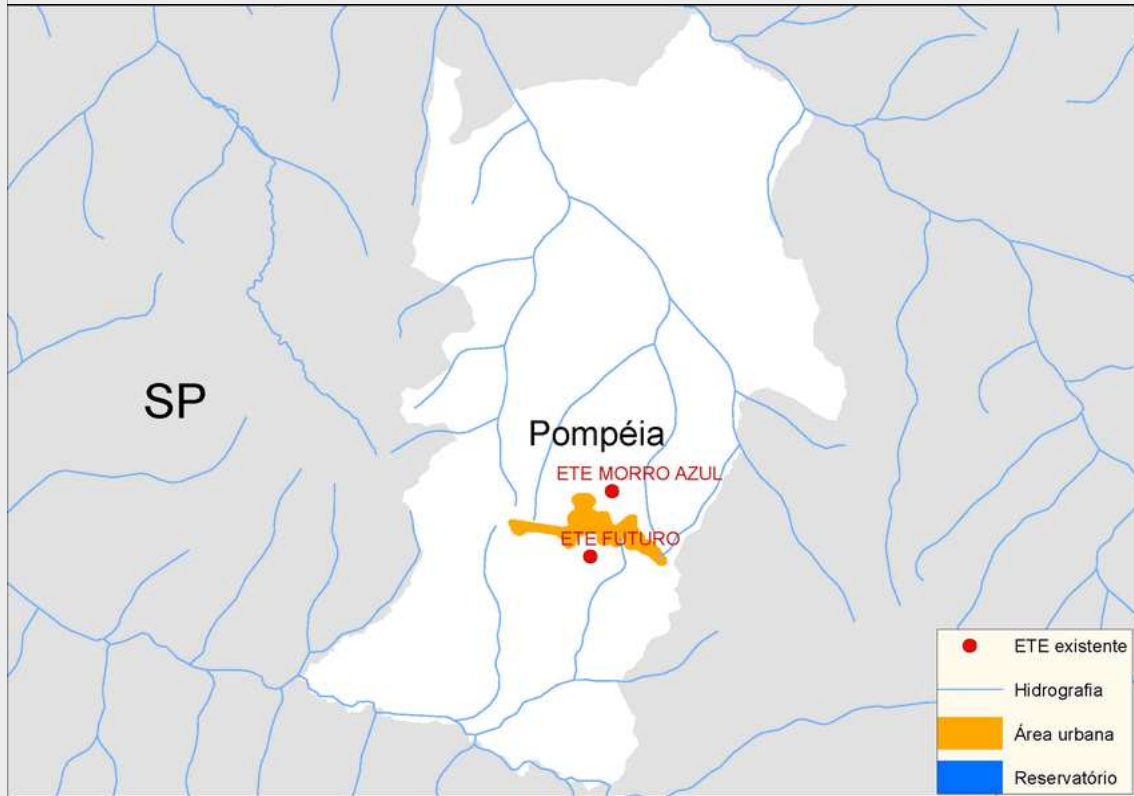 SP
Pompéia
ETE MORRO AZUL
ETE FUTURO
ETE existente
Hidrografia
Área urbana
Reservatório